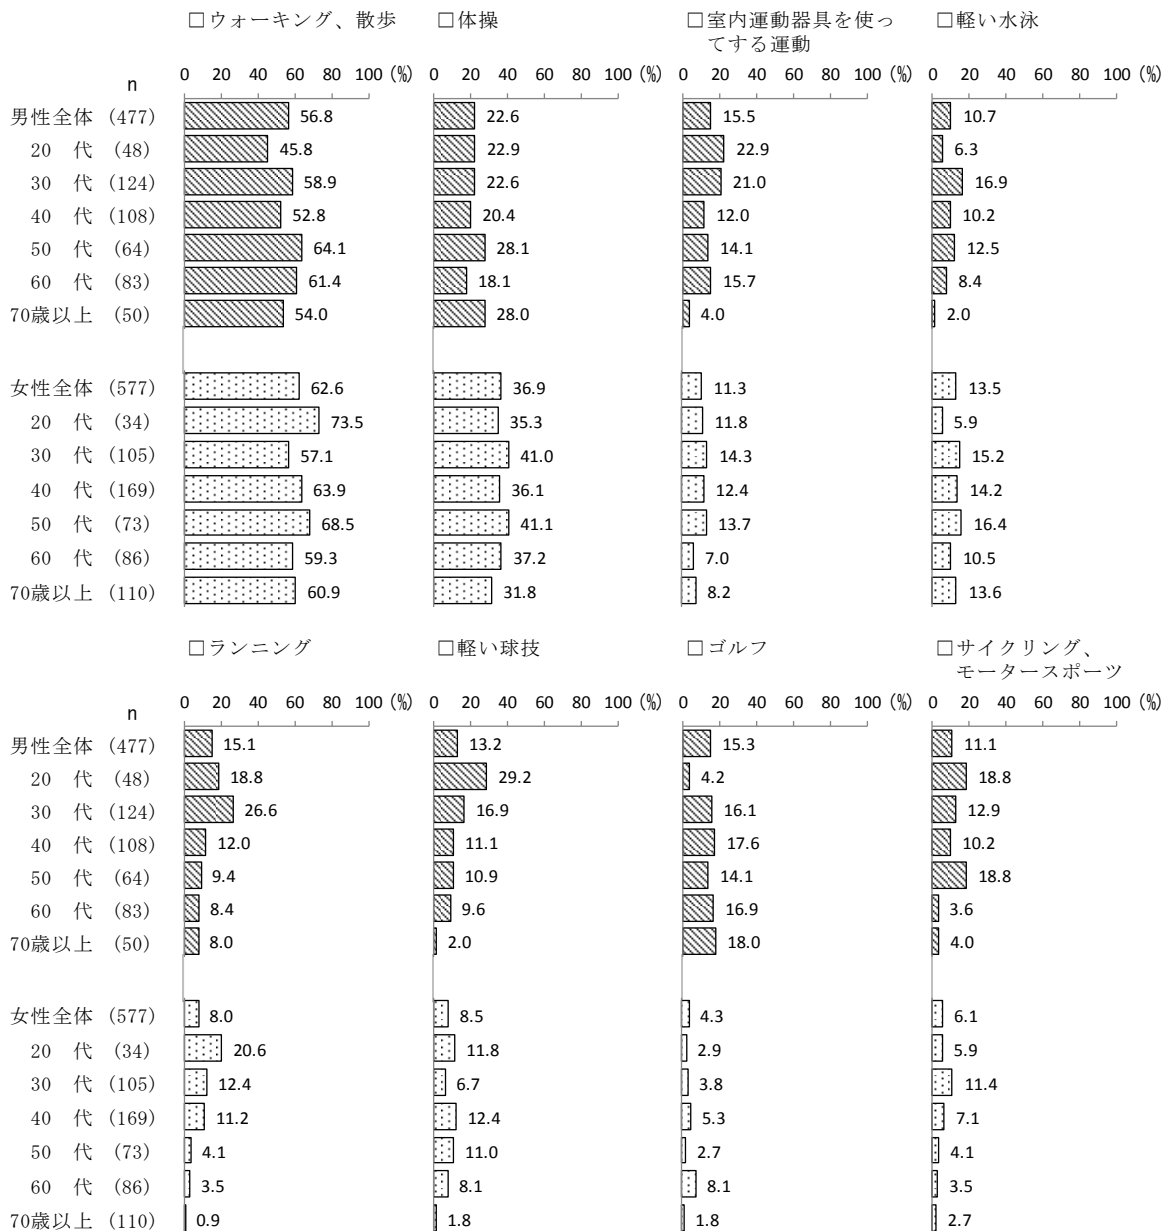 □ウォーキング、散歩 □体操 □室内運動器具を使っ □軽い水泳
てする運動
0 20 40 60 80 100 (%) 0 20 40 60 80 100 (%) 0 20 40 60 80 100 (%) 0 20 40 60 80 100 (%)
n
男性全体 (477) 56.8 22.6 15.5 10.7
20 代 (48) 45.8 22.9 22.9 6.3
30 代 (124) 58.9 22.6 21.0 16.9
40 代 (108) 52.8 20.4 12.0 10.2
50 代 (64) 64.1 28.1 14.1 12.5
60 代 (83) 61.4 18.1 15.7 8.4
70歳以上 (50) 54.0 28.0 4.0 2.0
女性全体 (577) 62.6 36.9 11.3 13.5
20 代 (34) 73.5 35.3 11.8 5.9
30 代 (105) 57.1 41.0 14.3 15.2
40 代 (169) 63.9 36.1 12.4 14.2
50 代 (73) 68.5 41.1 13.7 16.4
60 代 (86) 59.3 37.2 7.0 10.5
70歳以上 (110) 60.9 31.8 8.2 13.6
□ランニング □軽い球技 □ゴルフ □サイクリング、
モータースポーツ
0 20 40 60 80 100 (%) 0 20 40 60 80 100 (%) 0 20 40 60 80 100 (%) 0 20 40 60 80 100 (%)
n
男性全体 (477) 15.1 13.2 15.3 11.1
20 代 (48) 18.8 29.2 4.2 18.8
30 代 (124) 26.6 16.9 16.1 12.9
40 代 (108) 12.0 11.1 17.6 10.2
50 代 (64) 9.4 10.9 14.1 18.8
60 代 (83) 8.4 9.6 16.9 3.6
70歳以上 (50) 8.0 2.0 18.0 4.0
女性全体 (577) 8.0 8.5 4.3 6.1
20 代 (34) 20.6 11.8 2.9 5.9
30 代 (105) 12.4 6.7 3.8 11.4
40 代 (169) 11.2 12.4 5.3 7.1
50 代 (73) 4.1 11.0 2.7 4.1
60 代 (86) 3.5 8.1 8.1 3.5
70歳以上 (110) 0.9 1.8 1.8 2.7